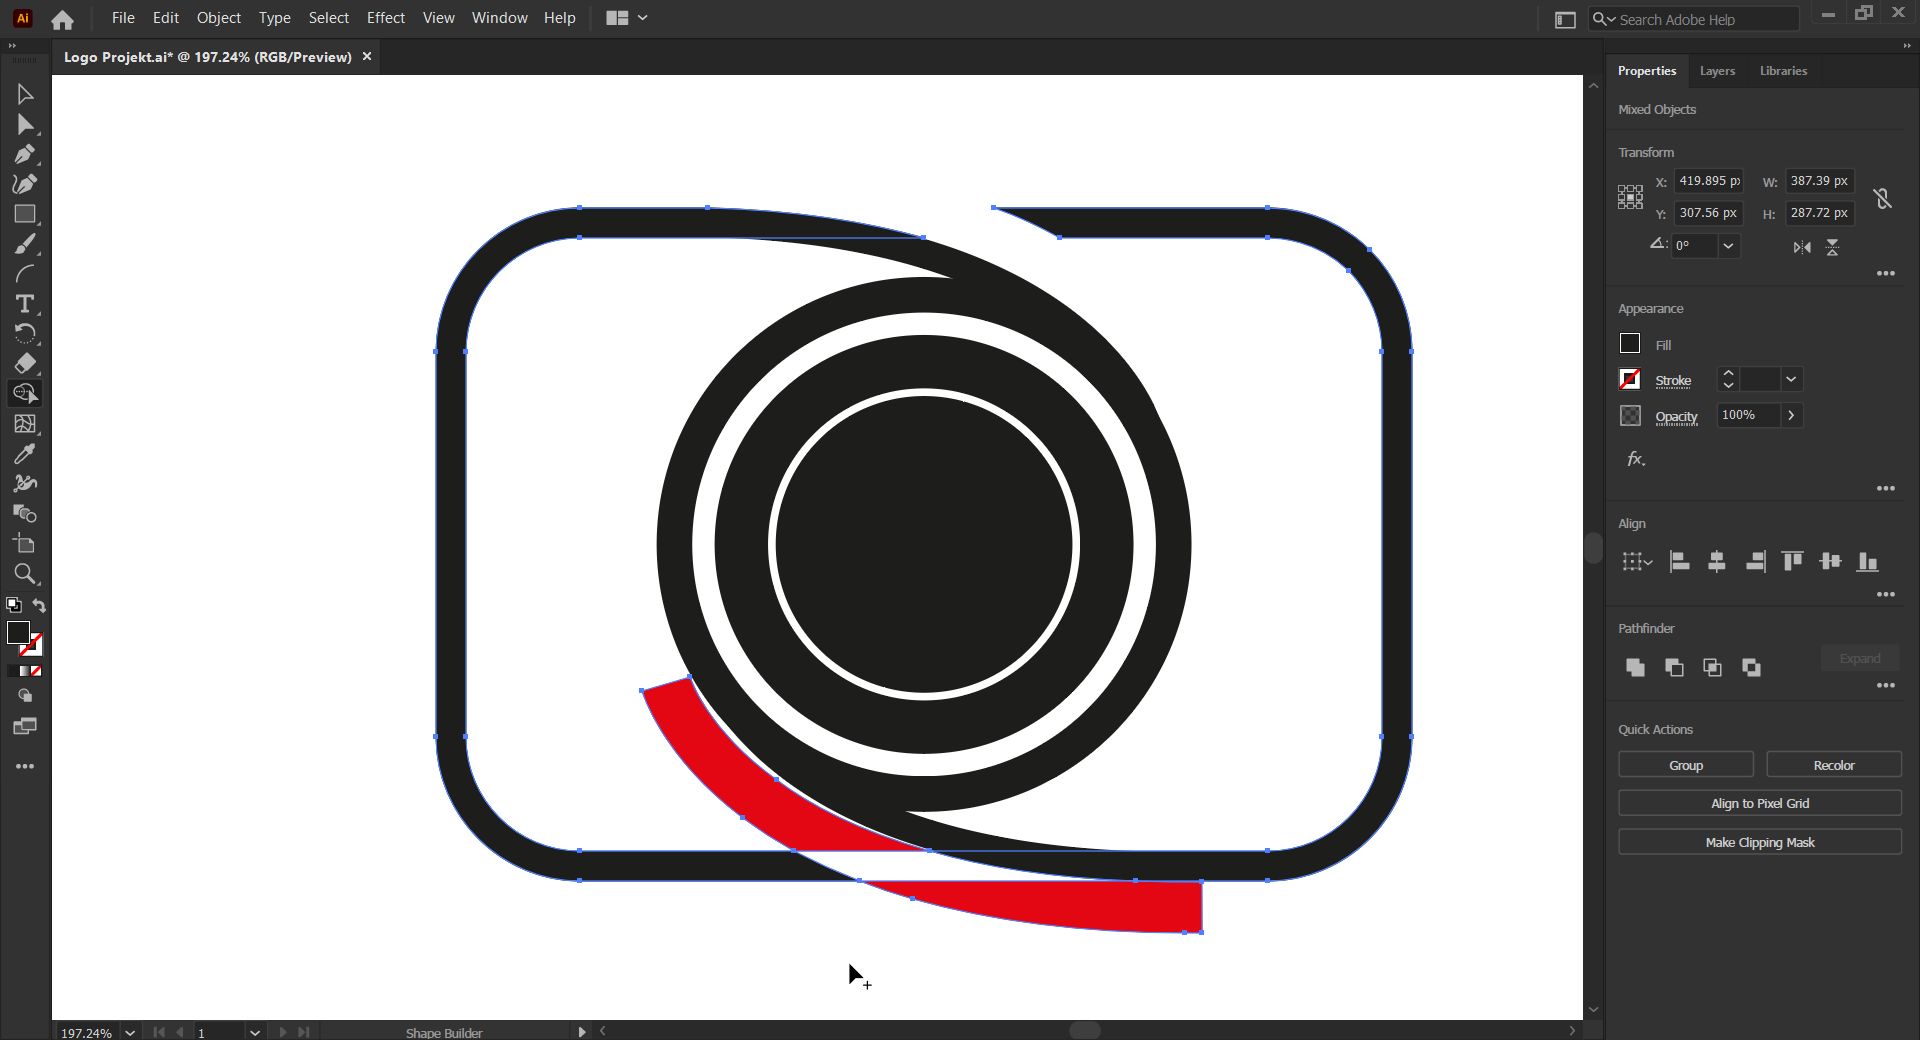 Ai File Edit Object Type Select Effect View Window Help Search Adobe Help
Logo Projekt.ai* @ 197.24% (RGB/Preview) ×
Properties Layers Libraries
Mixed Objects
Transform
X: 419.895 px W: 387.39 px
Y: 307.56 px H: 287.72 px
0°
Appearance
Fill
Stroke
Opacity 100%
fx.
Align
Pathfinder
Expand
Quick Actions
Group Recolor
Align to Pixel Grid
Make Clipping Mask
197.24% 1 Shape Builder